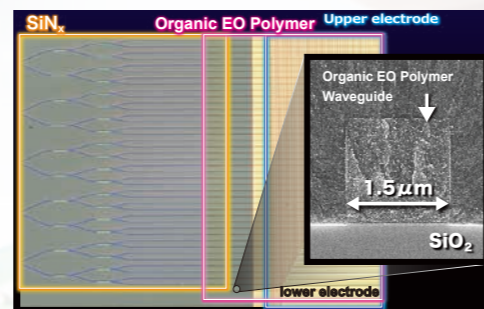 SiNx
Organic EO Polymer
Upper electrode
Organic EO Polymer
Waveguide
1.5μm
SiO2
lower electrode